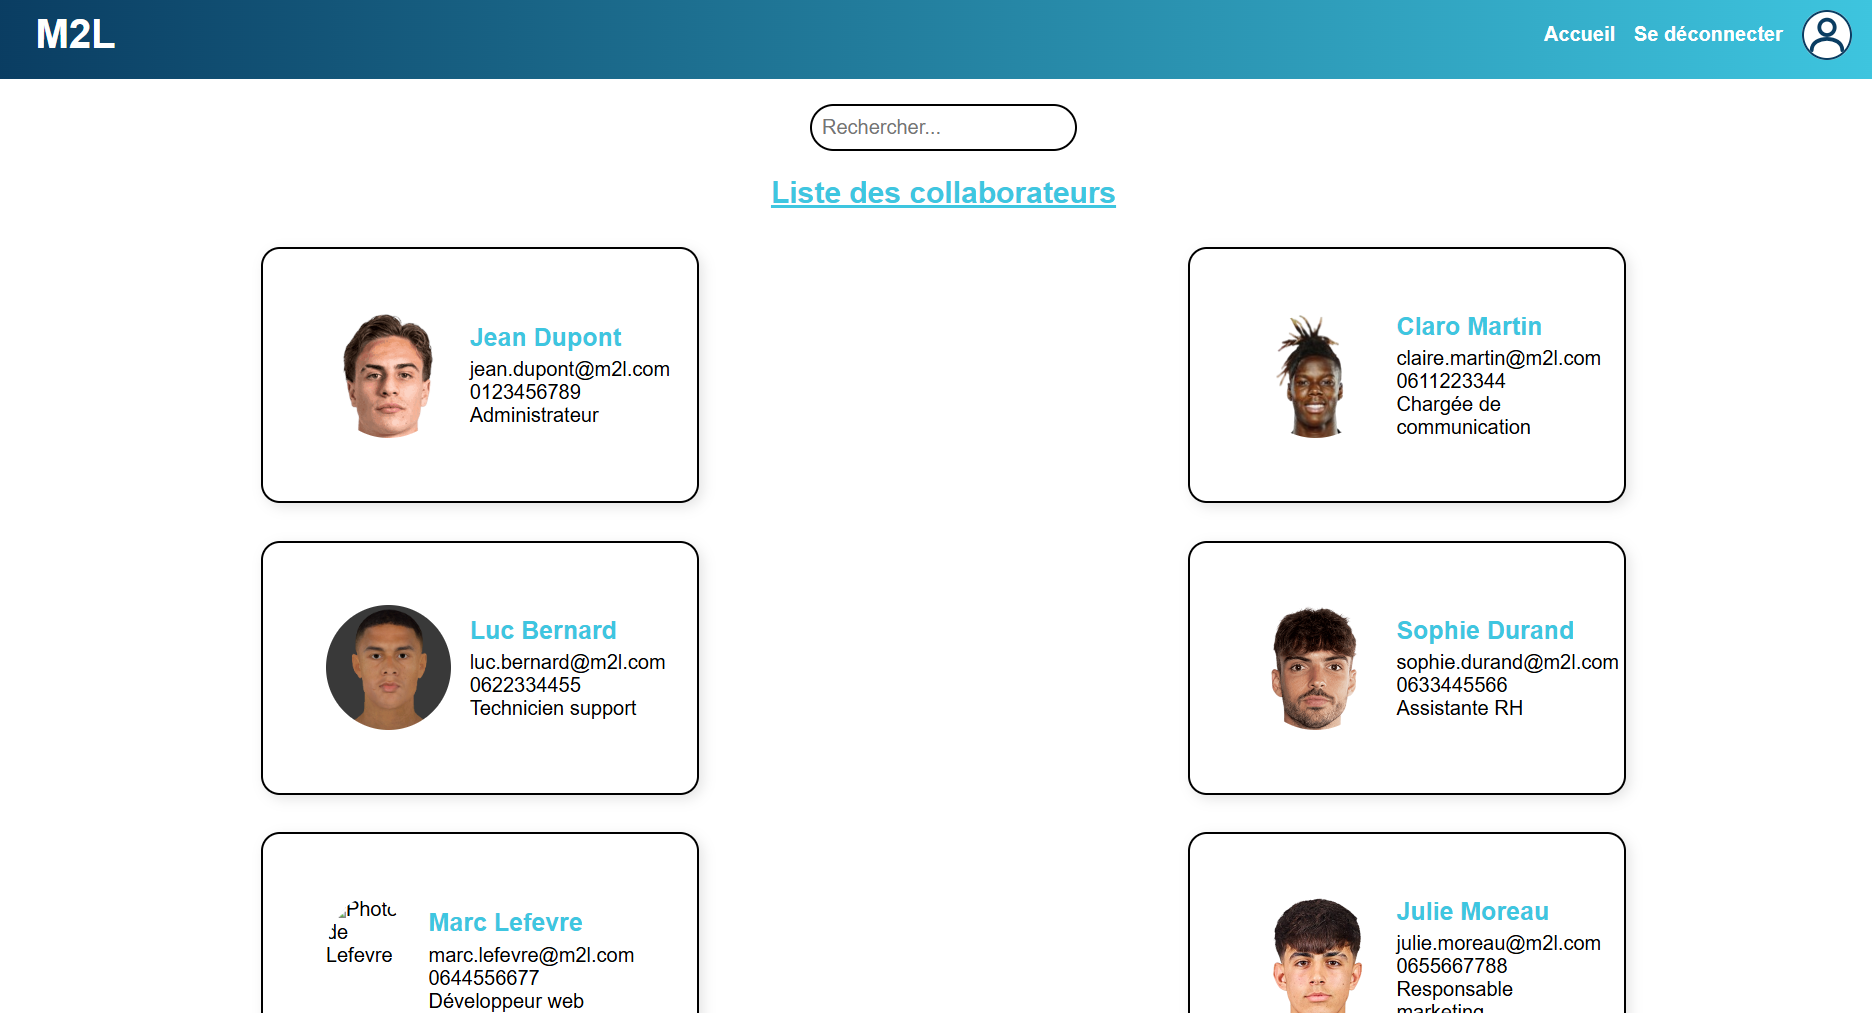 M2L
Accueil
Se déconnecter
Rechercher...
Liste des collaborateurs
Jean Dupont
jean.dupont@m2l.com
0123456789
Administrateur
Claro Martin
claire.martin@m2l.com
0611223344
Chargée de
communication
Luc Bernard
luc.bernard@m2l.com
0622334455
Technicien support
Sophie Durand
sophie.durand@m2l.com
0633445566
Assistante RH
Photo
de
Lefevre
Marc Lefevre
marc.lefevre@m2l.com
0644556677
Développeur web
Julie Moreau
julie.moreau@m2l.com
0655667788
Responsable
marketing